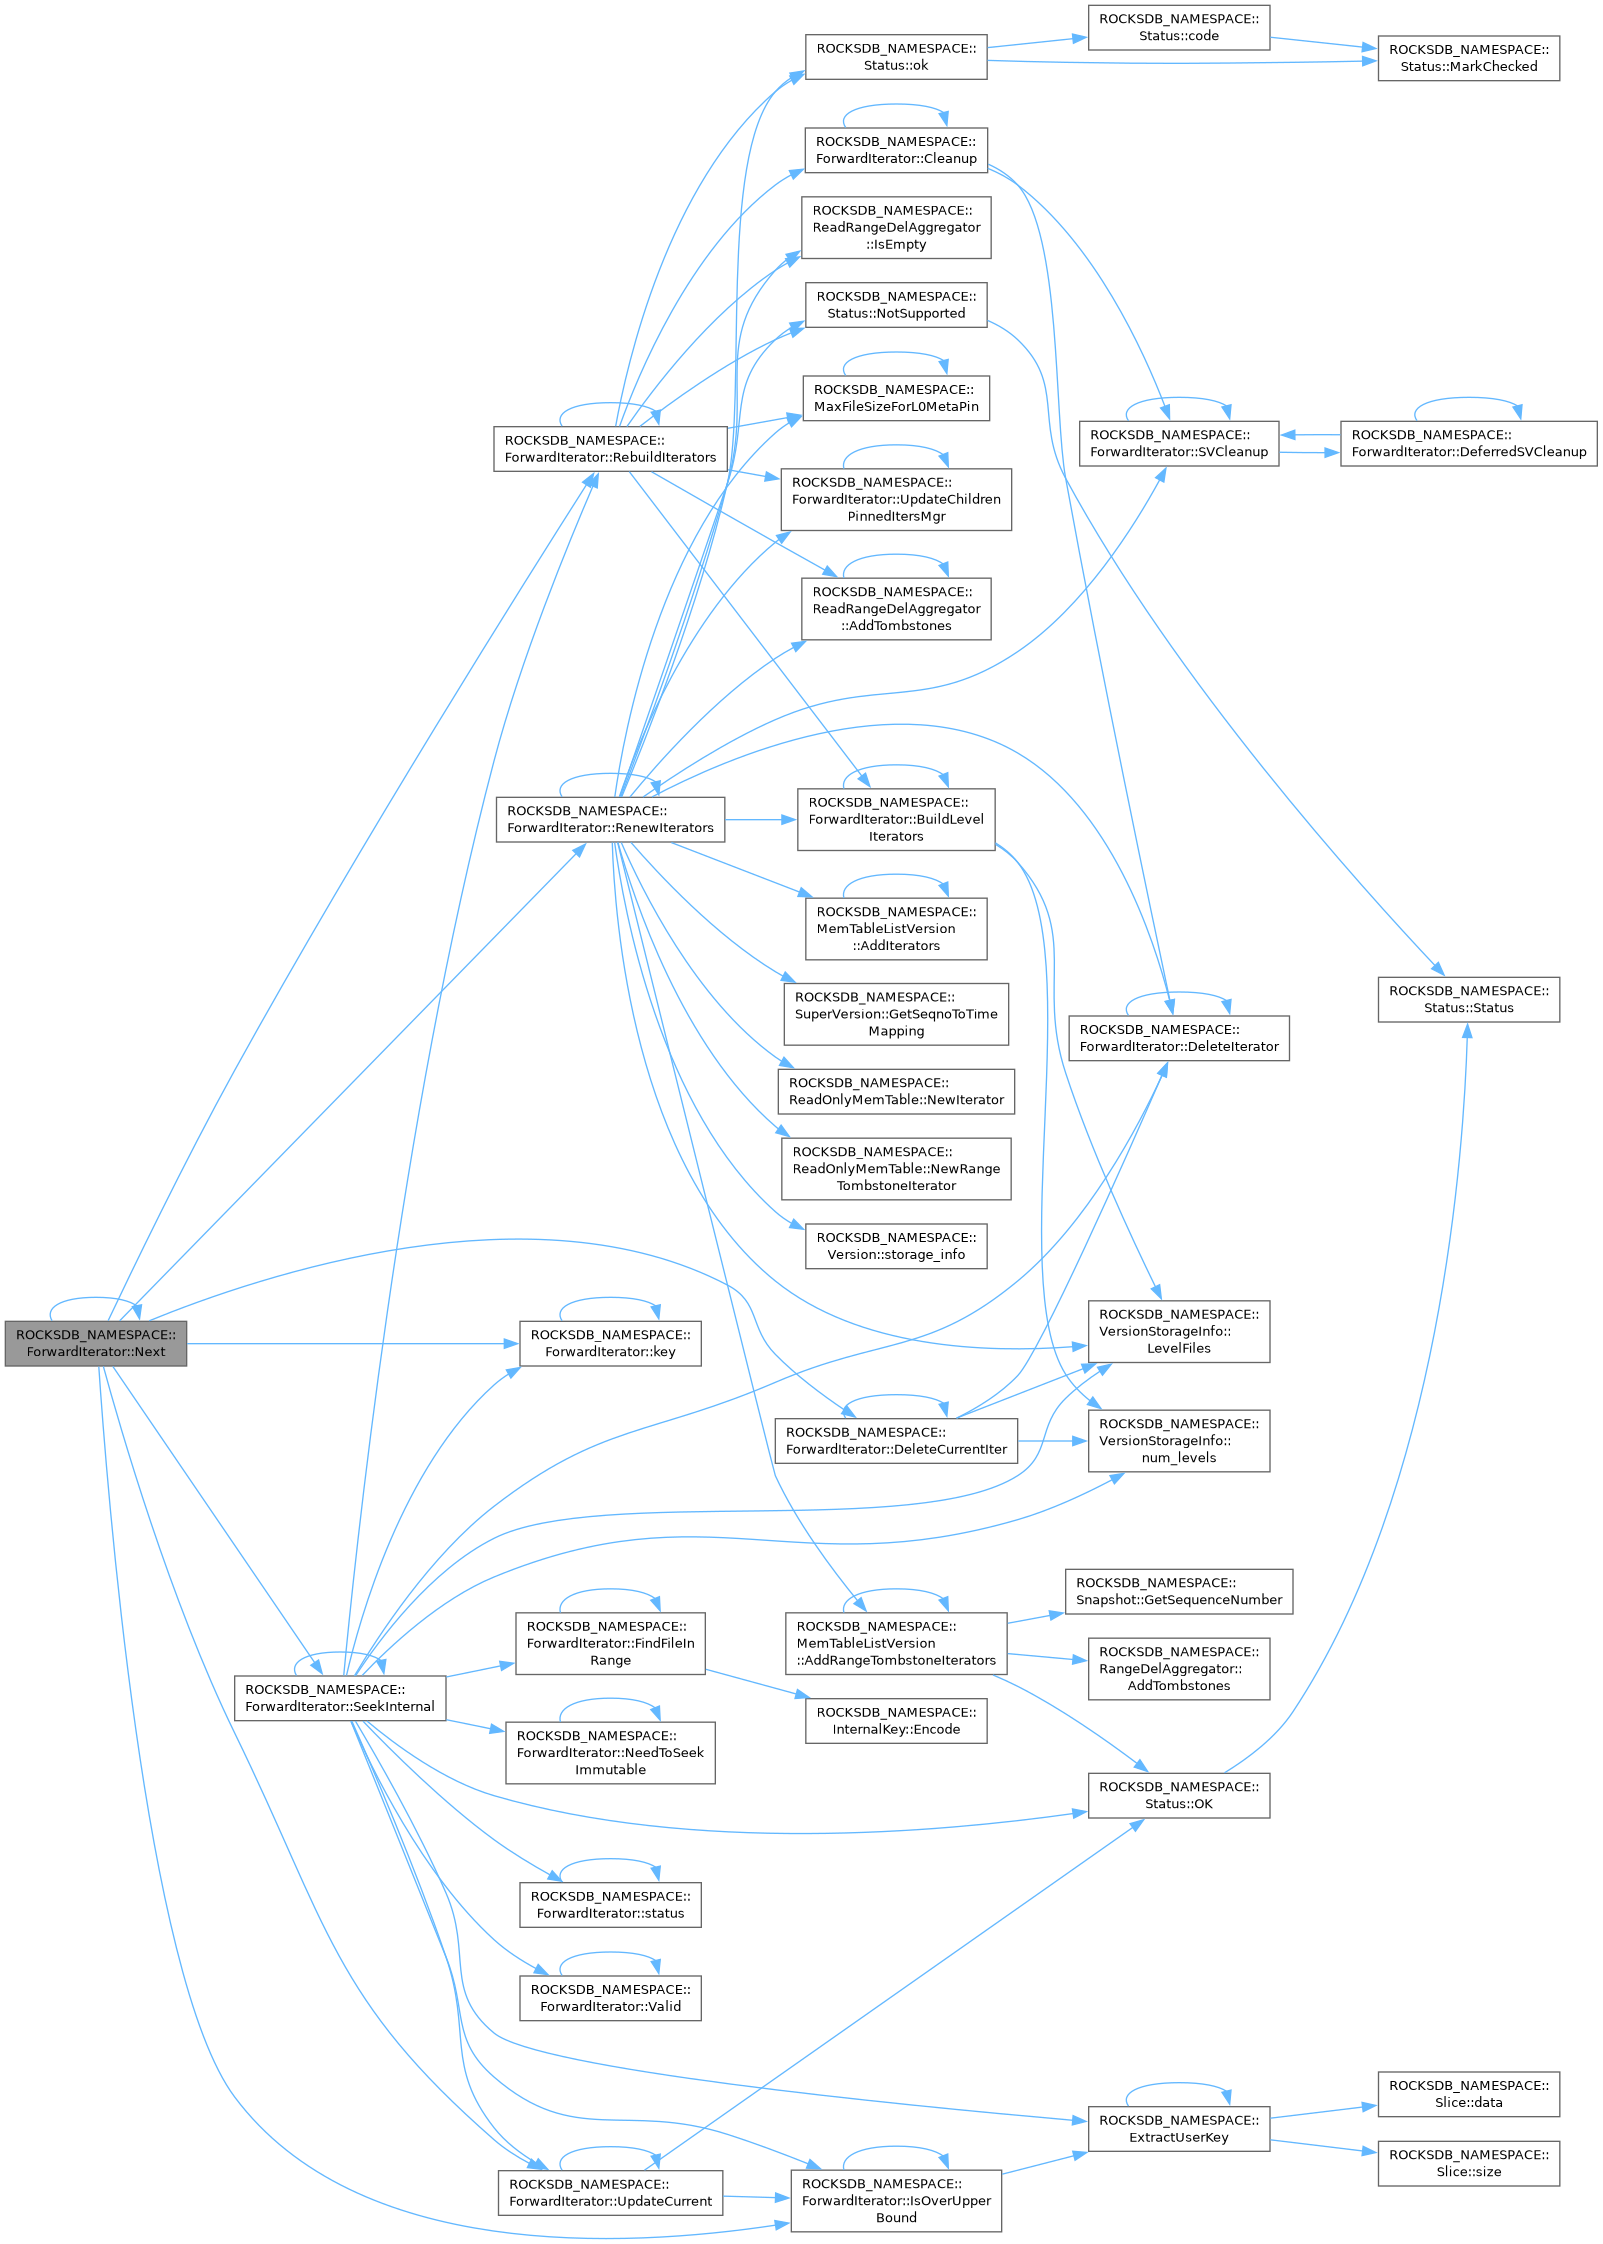 ROCKSDB_NAMESPACE::
Status::code
ROCKSDB_NAMESPACE::
Status::ok
ROCKSDB_NAMESPACE::
Status::MarkChecked
ROCKSDB_NAMESPACE::
ForwardIterator::Cleanup
ROCKSDB_NAMESPACE::
ReadRangeDelAggregator
::IsEmpty
ROCKSDB_NAMESPACE::
Status::NotSupported
ROCKSDB_NAMESPACE::
MaxFileSizeForL0MetaPin
ROCKSDB_NAMESPACE::
ForwardIterator::RebuildIterators
ROCKSDB_NAMESPACE::
ForwardIterator::SVCleanup
ROCKSDB_NAMESPACE::
ForwardIterator::DeferredSVCleanup
ROCKSDB_NAMESPACE::
ForwardIterator::UpdateChildren
PinnedItersMgr
ROCKSDB_NAMESPACE::
ReadRangeDelAggregator
::AddTombstones
ROCKSDB_NAMESPACE::
ForwardIterator::RenewIterators
ROCKSDB_NAMESPACE::
ForwardIterator::BuildLevel
Iterators
ROCKSDB_NAMESPACE::
MemTableListVersion
::AddIterators
ROCKSDB_NAMESPACE::
SuperVersion::GetSeqnoToTime
Mapping
ROCKSDB_NAMESPACE::
Status::Status
ROCKSDB_NAMESPACE::
ForwardIterator::DeleteIterator
ROCKSDB_NAMESPACE::
ReadOnlyMemTable::NewIterator
ROCKSDB_NAMESPACE::
ReadOnlyMemTable::NewRange
TombstoneIterator
ROCKSDB_NAMESPACE::
Version::storage_info
ROCKSDB_NAMESPACE::
ForwardIterator::Next
ROCKSDB_NAMESPACE::
ForwardIterator::key
ROCKSDB_NAMESPACE::
VersionStorageInfo::
LevelFiles
ROCKSDB_NAMESPACE::
ForwardIterator::DeleteCurrentIter
ROCKSDB_NAMESPACE::
VersionStorageInfo::
num_levels
ROCKSDB_NAMESPACE::
Snapshot::GetSequenceNumber
ROCKSDB_NAMESPACE::
ForwardIterator::FindFileIn
Range
ROCKSDB_NAMESPACE::
MemTableListVersion
::AddRangeTombstoneIterators
ROCKSDB_NAMESPACE::
RangeDelAggregator::
AddTombstones
ROCKSDB_NAMESPACE::
ForwardIterator::SeekInternal
ROCKSDB_NAMESPACE::
InternalKey::Encode
ROCKSDB_NAMESPACE::
ForwardIterator::NeedToSeek
Immutable
ROCKSDB_NAMESPACE::
Status::OK
ROCKSDB_NAMESPACE::
ForwardIterator::status
ROCKSDB_NAMESPACE::
ForwardIterator::Valid
ROCKSDB_NAMESPACE::
Slice::data
ROCKSDB_NAMESPACE::
ExtractUserKey
ROCKSDB_NAMESPACE::
Slice::size
ROCKSDB_NAMESPACE::
ForwardIterator::UpdateCurrent
ROCKSDB_NAMESPACE::
ForwardIterator::IsOverUpper
Bound